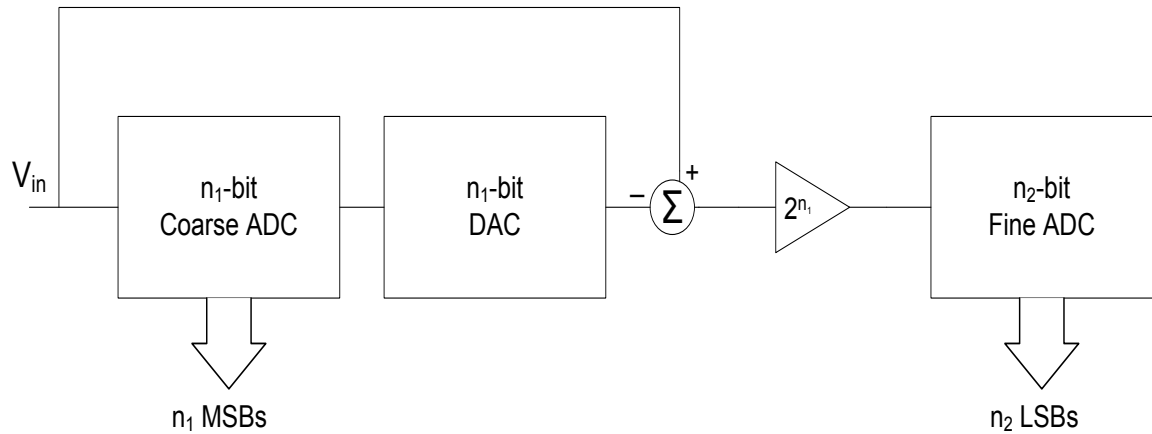 V_in
n₁-bit
Coarse ADC
n₁-bit
DAC
−
+
Σ
2^n₁
n₂-bit
Fine ADC
n₁ MSBs
n₂ LSBs